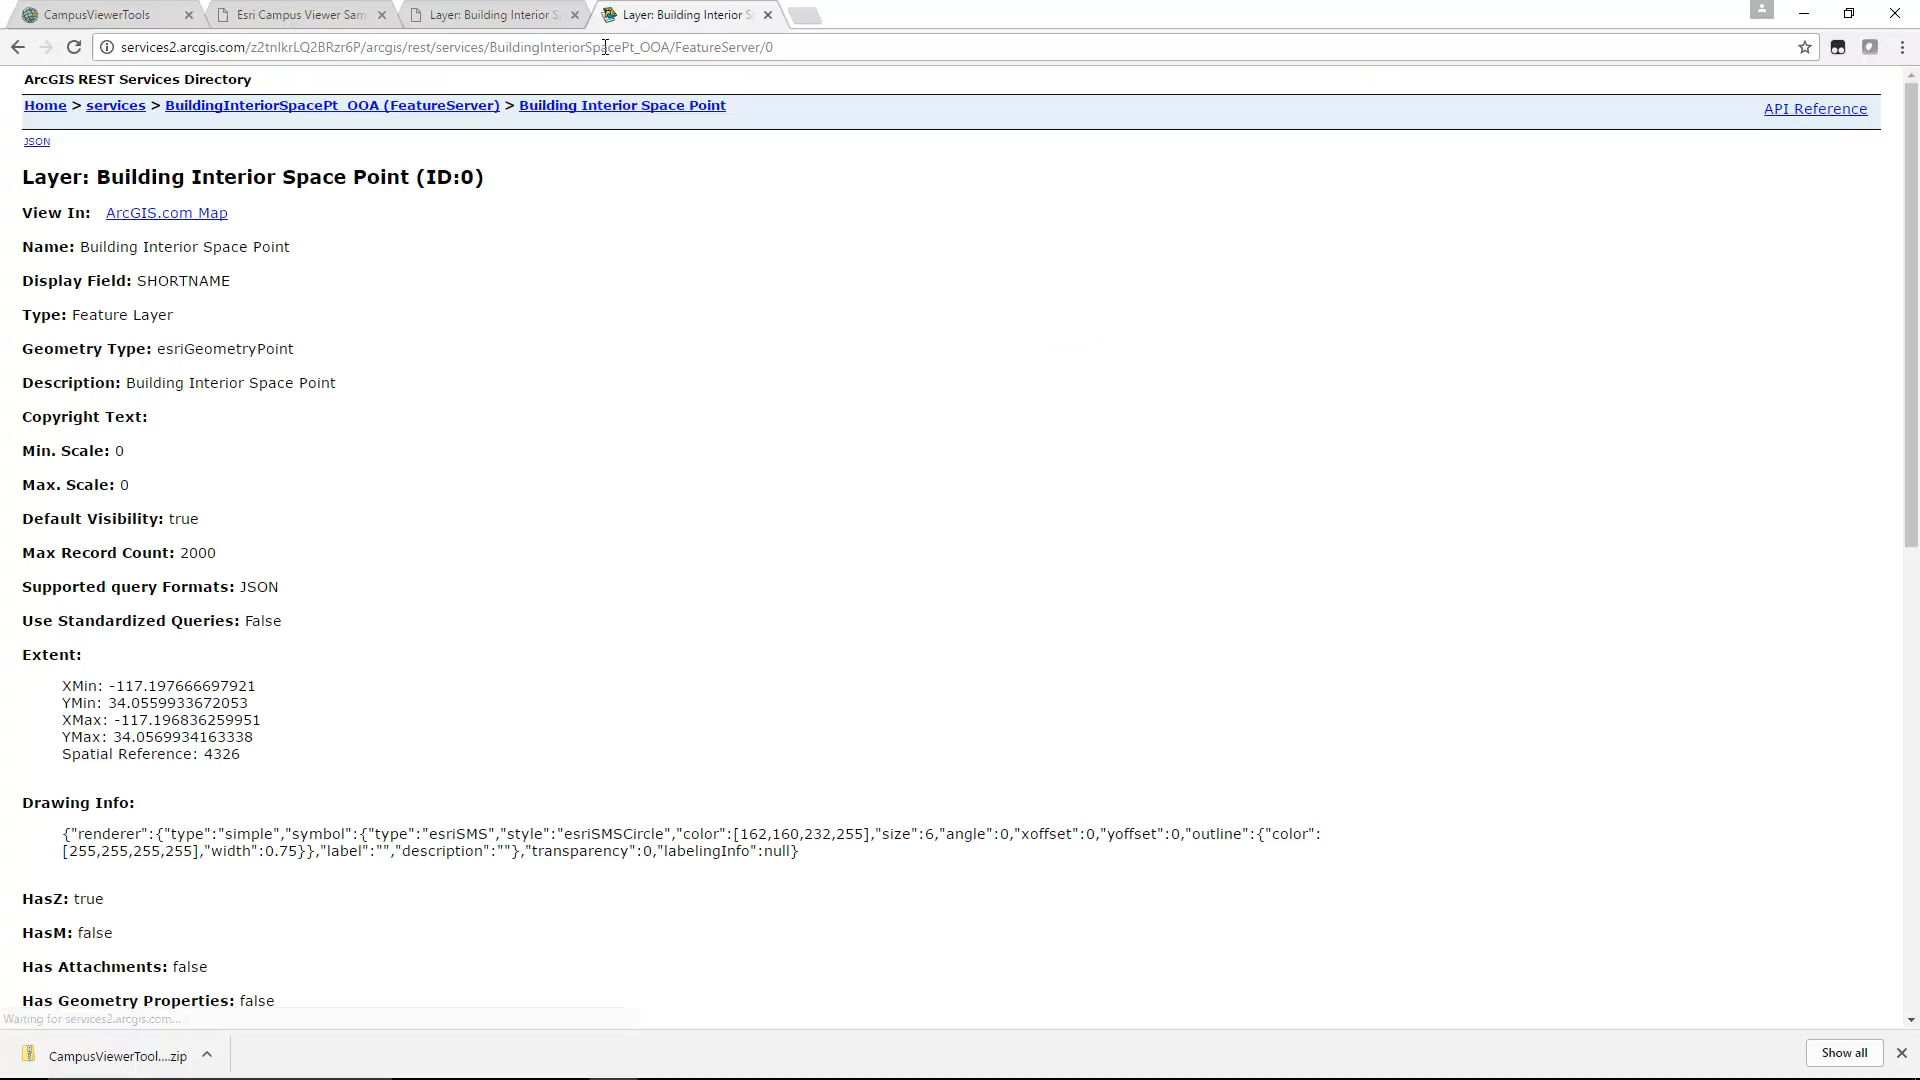 CampusViewerTools
Esri Campus Viewer Sam
Layer: Building Interior S
Layer: Building Interior S
services2.arcgis.com/z2tnIkrLQ2BRzr6P/arcgis/rest/services/BuildingInteriorSpacePt_OOA/FeatureServer/0
ArcGIS REST Services Directory
Home > services > BuildingInteriorSpacePt_OOA (FeatureServer) > Building Interior Space Point
API Reference
JSON
Layer: Building Interior Space Point (ID:0)
View In: ArcGIS.com Map
Name: Building Interior Space Point
Display Field: SHORTNAME
Type: Feature Layer
Geometry Type: esriGeometryPoint
Description: Building Interior Space Point
Copyright Text:
Min. Scale: 0
Max. Scale: 0
Default Visibility: true
Max Record Count: 2000
Supported query Formats: JSON
Use Standardized Queries: False
Extent:
XMin: -117.197666697921
YMin: 34.0559933672053
XMax: -117.196836259951
YMax: 34.0569934163338
Spatial Reference: 4326
Drawing Info:
{"renderer":{"type":"simple","symbol":{"type":"esriSMS","style":"esriSMSCircle","color":[162,160,232,255],"size":6,"angle":0,"xoffset":0,"yoffset":0,"outline":{"color":
[255,255,255,255],"width":0.75}},"label":"","description":""},"transparency":0,"labelingInfo":null}
HasZ: true
HasM: false
Has Attachments: false
Has Geometry Properties: false
Waiting for services2.arcgis.com...
CampusViewerTool....zip
Show all